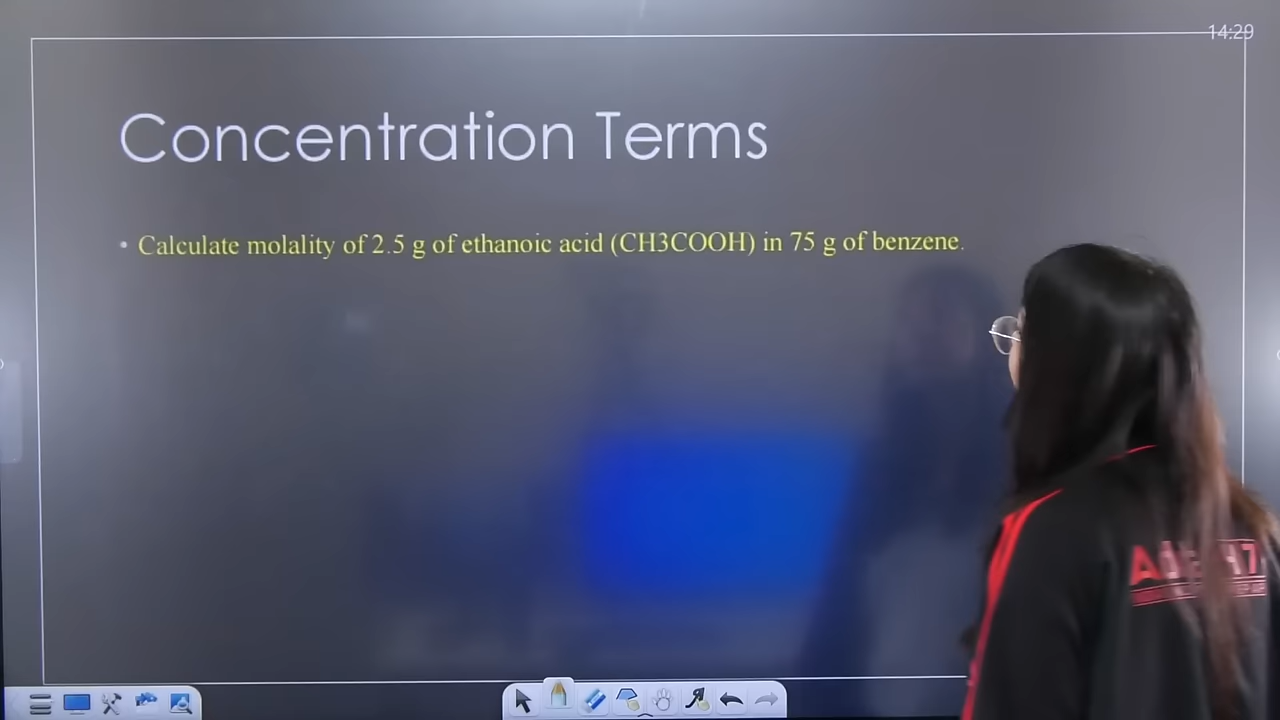 14:29
Concentration Terms
• Calculate molality of 2.5 g of ethanoic acid (CH3COOH) in 75 g of benzene.